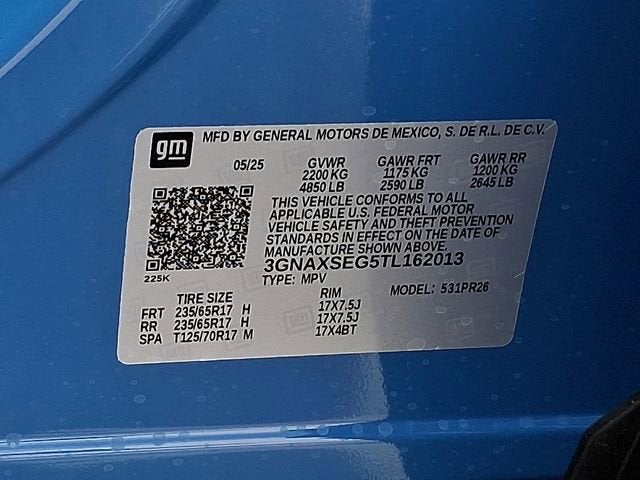 gm MFD BY GENERAL MOTORS DE MEXICO, S. DE R.L. DE C.V.
05/25 GVWR GAWR FRT GAWR RR
2200 KG 1175 KG 1200 KG
4850 LB 2590 LB 2645 LB
THIS VEHICLE CONFORMS TO ALL
APPLICABLE U.S. FEDERAL MOTOR
VEHICLE SAFETY AND THEFT PREVENTION
STANDARDS IN EFFECT ON DATE OF
MANUFACTURE SHOWN ABOVE.
3GNAXSEG5TL162013
225K TYPE: MPV MODEL: 531PR26
TIRE SIZE RIM
FRT 235/65R17 H 17X7.5J
RR 235/65R17 H 17X7.5J
SPA T125/70R17 M 17X4BT